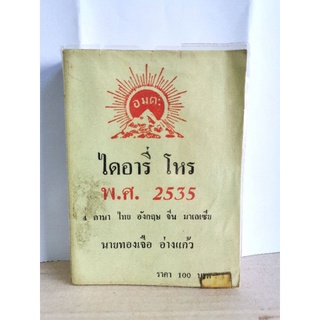 อมตะ
ไดอารี่ โหร
พ.ศ. 2535
4 ภาษา ไทย อังกฤษ จีน มาเลเซีย
นายทองเจือ อ่างแก้ว
ราคา 100 บาท